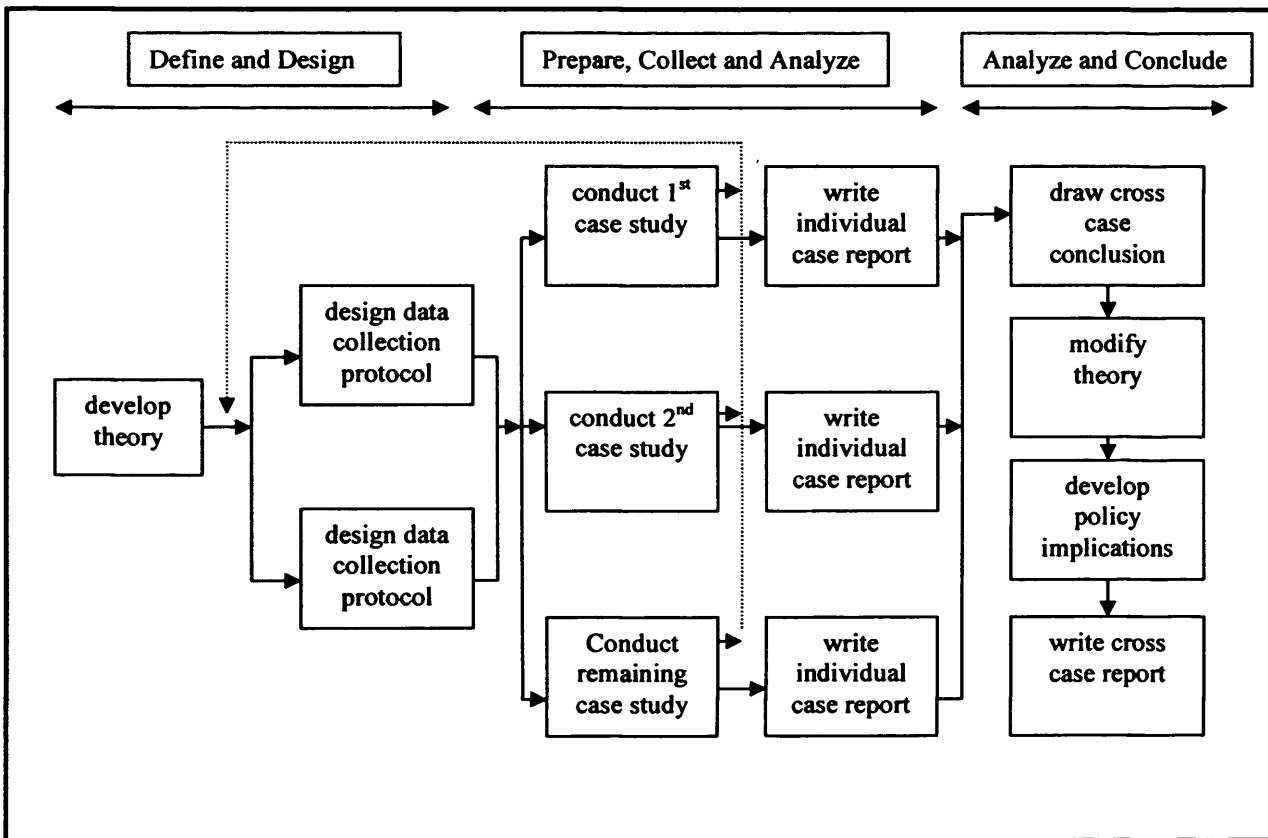 Define and Design
Prepare, Collect and Analyze
Analyze and Conclude
develop
theory
design data
collection
protocol
design data
collection
protocol
conduct 1st
case study
conduct 2nd
case study
Conduct
remaining
case study
write
individual
case report
write
individual
case report
write
individual
case report
draw cross
case
conclusion
modify
theory
develop
policy
implications
write cross
case report